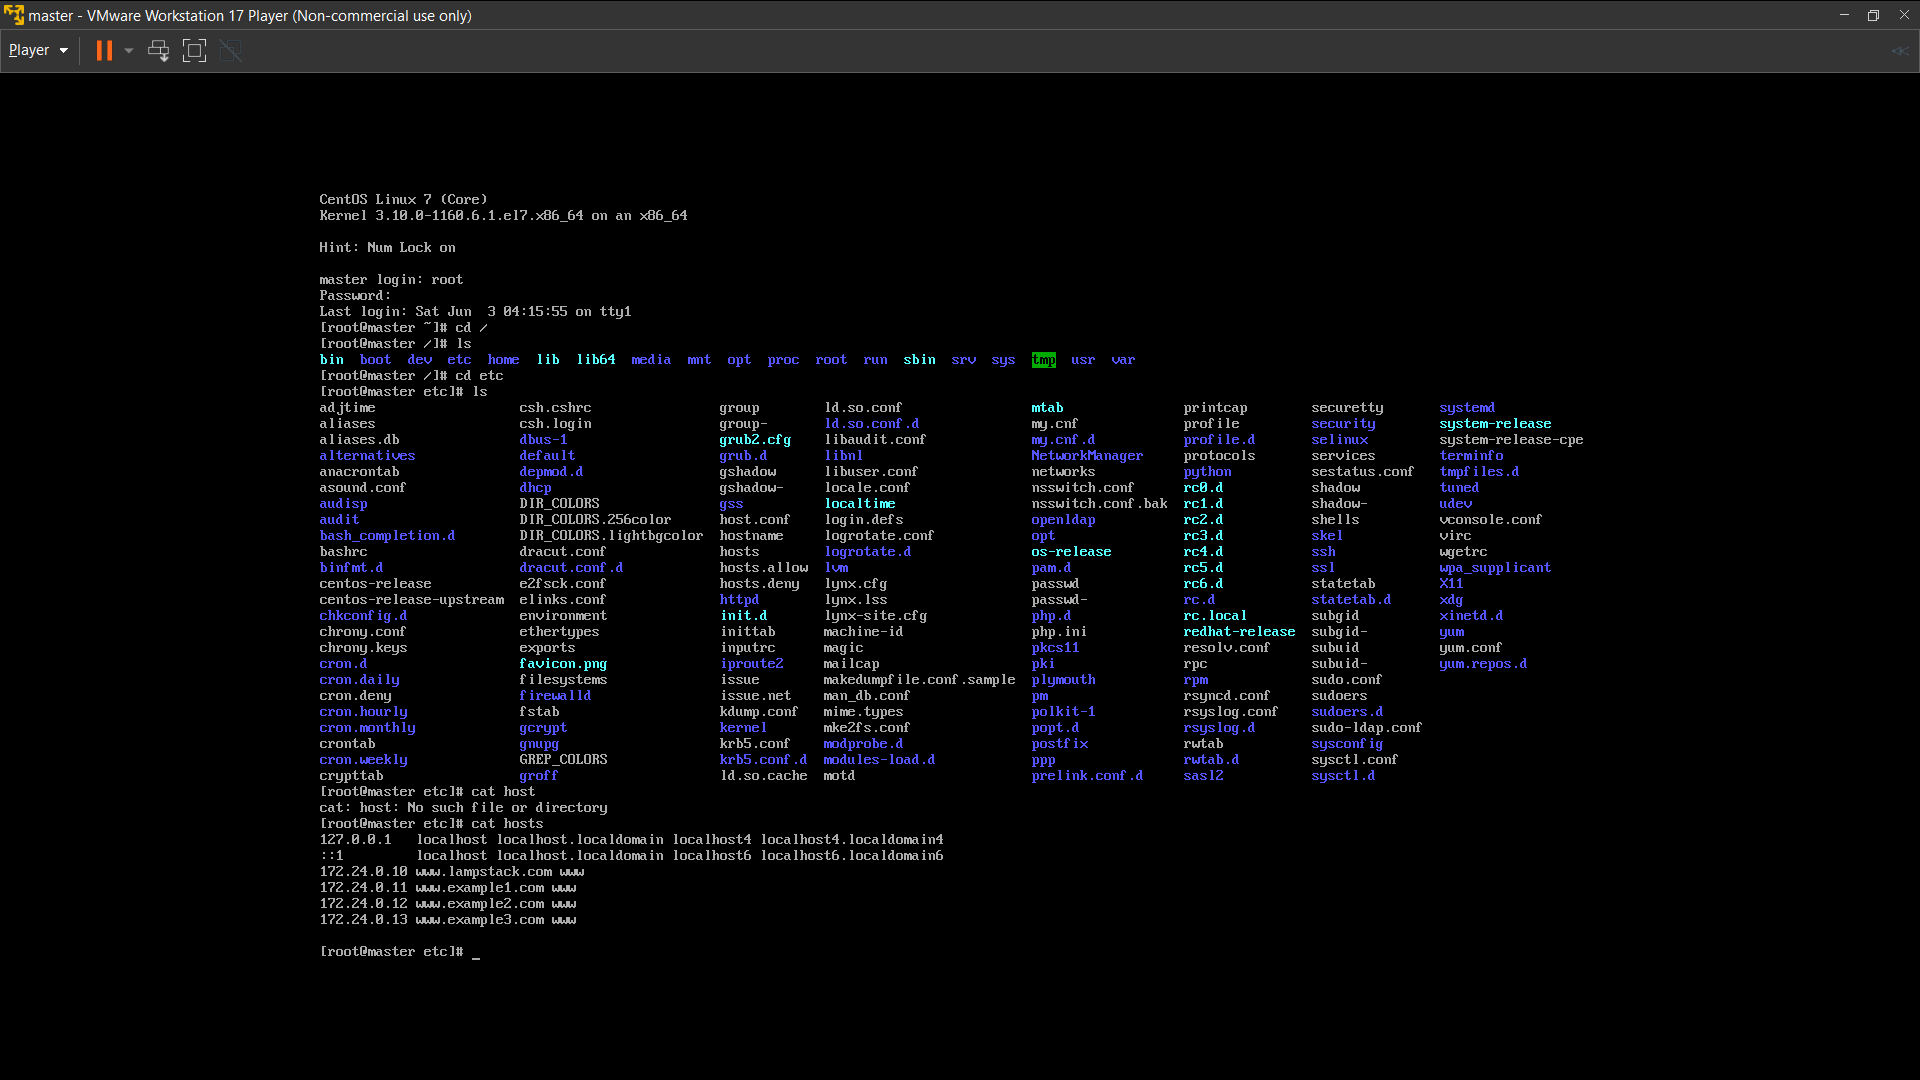 master - VMware Workstation 17 Player (Non-commercial use only)
Player
CentOS Linux 7 (Core)
Kernel 3.10.0-1160.6.1.el7.x86_64 on an x86_64
Hint: Num Lock on
master login: root
Password:
Last login: Sat Jun  3 04:15:55 on tty1
[root@master ~]# cd /
[root@master /]# ls
bin  boot  dev  etc  home  lib  lib64  media  mnt  opt  proc  root  run  sbin  srv  sys  tmp  usr  var
[root@master /]# cd etc
[root@master etc]# ls
adjtime csh.cshrc group ld.so.conf mtab printcap securetty systemd
aliases csh.login group- ld.so.conf.d my.cnf profile security system-release
aliases.db dbus-1 grub2.cfg libaudit.conf my.cnf.d profile.d selinux system-release-cpe
alternatives default grub.d libnl NetworkManager protocols services terminfo
anacrontab depmod.d gshadow libuser.conf networks python sestatus.conf tmpfiles.d
asound.conf dhcp gshadow- locale.conf nsswitch.conf rc0.d shadow tuned
audisp DIR_COLORS gss localtime nsswitch.conf.bak rc1.d shadow- udev
audit DIR_COLORS.256color host.conf login.defs openldap rc2.d shells vconsole.conf
bash_completion.d DIR_COLORS.lightbgcolor hostname logrotate.conf opt rc3.d skel virc
bashrc dracut.conf hosts logrotate.d os-release rc4.d ssh wgetrc
binfmt.d dracut.conf.d hosts.allow lvm pam.d rc5.d ssl wpa_supplicant
centos-release e2fsck.conf hosts.deny lynx.cfg passwd rc6.d statetab X11
centos-release-upstream elinks.conf httpd lynx.lss passwd- rc.d statetab.d xdg
chkconfig.d environment init.d lynx-site.cfg php.d rc.local subgid xinetd.d
chrony.conf ethertypes inittab machine-id php.ini redhat-release subgid- yum
chrony.keys exports inputrc magic pkcs11 resolv.conf subuid yum.conf
cron.d favicon.png iproute2 mailcap pki rpc subuid- yum.repos.d
cron.daily filesystems issue makedumpfile.conf.sample plymouth rpm sudo.conf
cron.deny firewalld issue.net man_db.conf pm rsyncd.conf sudoers
cron.hourly fstab kdump.conf mime.types polkit-1 rsyslog.conf sudoers.d
cron.monthly gcrypt kernel mke2fs.conf popt.d rsyslog.d sudo-ldap.conf
crontab gnupg krb5.conf modprobe.d postfix rwtab sysconfig
cron.weekly GREP_COLORS krb5.conf.d modules-load.d ppp rwtab.d sysctl.conf
crypttab groff ld.so.cache motd prelink.conf.d sasl2 sysctl.d
[root@master etc]# cat host
cat: host: No such file or directory
[root@master etc]# cat hosts
127.0.0.1   localhost localhost.localdomain localhost4 localhost4.localdomain4
::1         localhost localhost.localdomain localhost6 localhost6.localdomain6
172.24.0.10 www.lampstack.com www
172.24.0.11 www.example1.com www
172.24.0.12 www.example2.com www
172.24.0.13 www.example3.com www
[root@master etc]# _